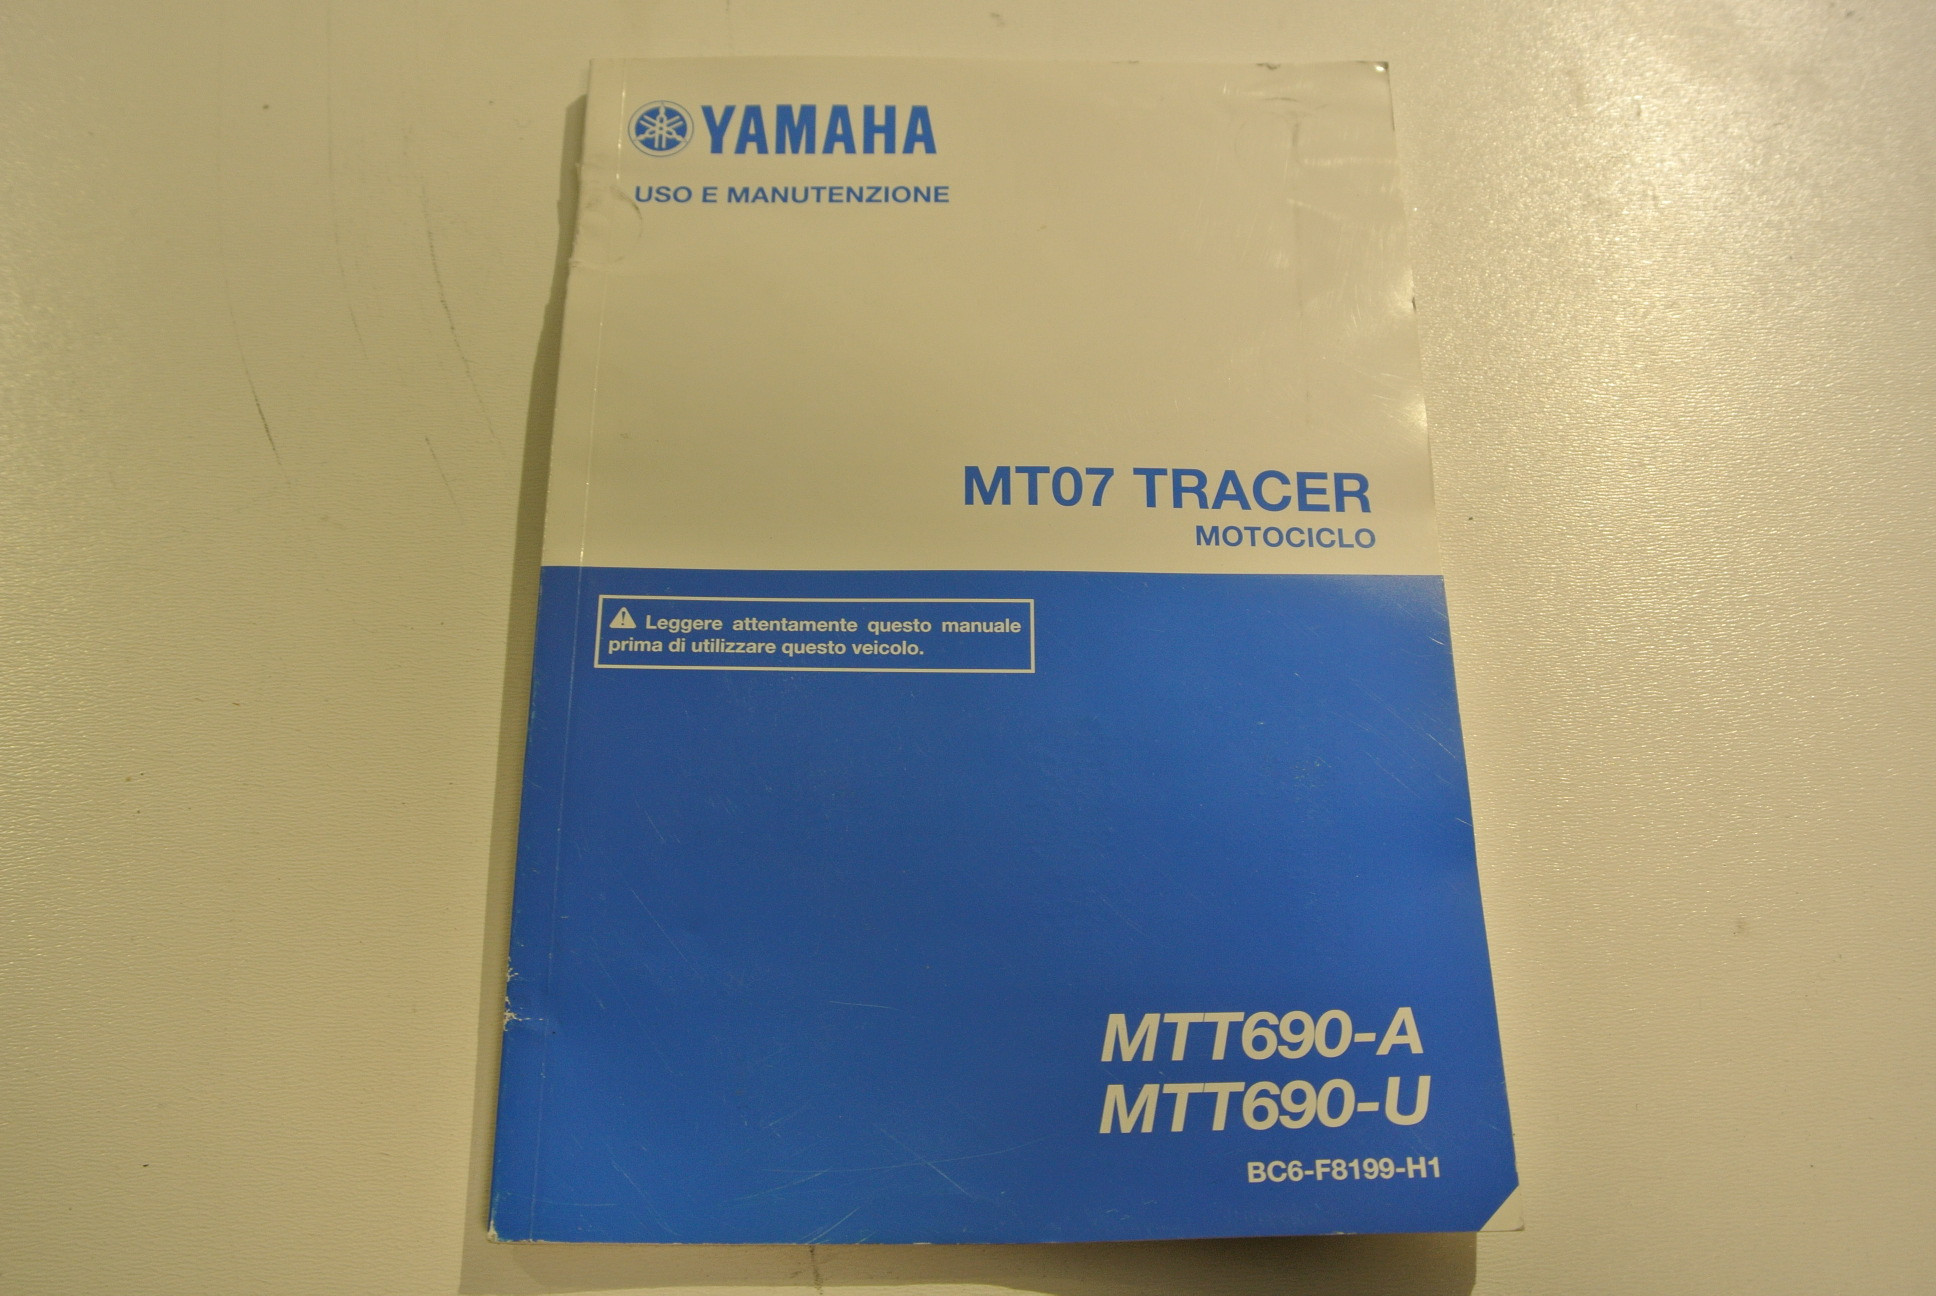 YAMAHA
USO E MANUTENZIONE
MT07 TRACER
MOTOCICLO
Leggere attentamente questo manuale
prima di utilizzare questo veicolo.
MTT690-A
MTT690-U
BC6-F8199-H1